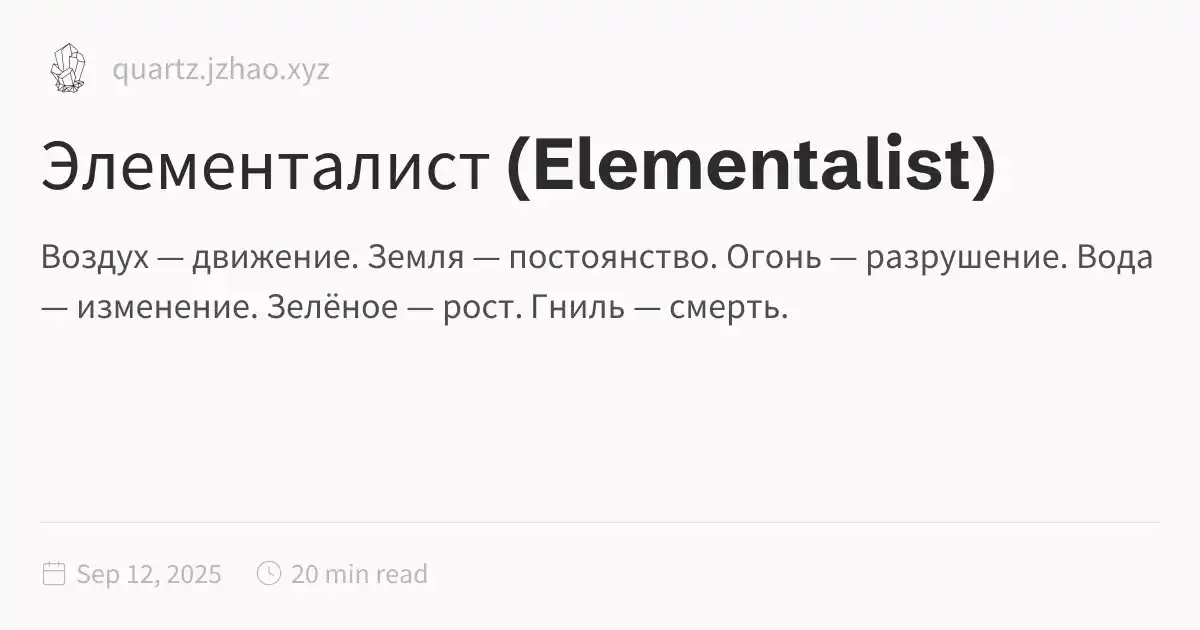 quartz.jzhao.xyz
Элементалист (Elementalist)
Воздух — движение. Земля — постоянство. Огонь — разрушение. Вода
— изменение. Зелёное — рост. Гниль — смерть.
Sep 12, 2025 20 min read